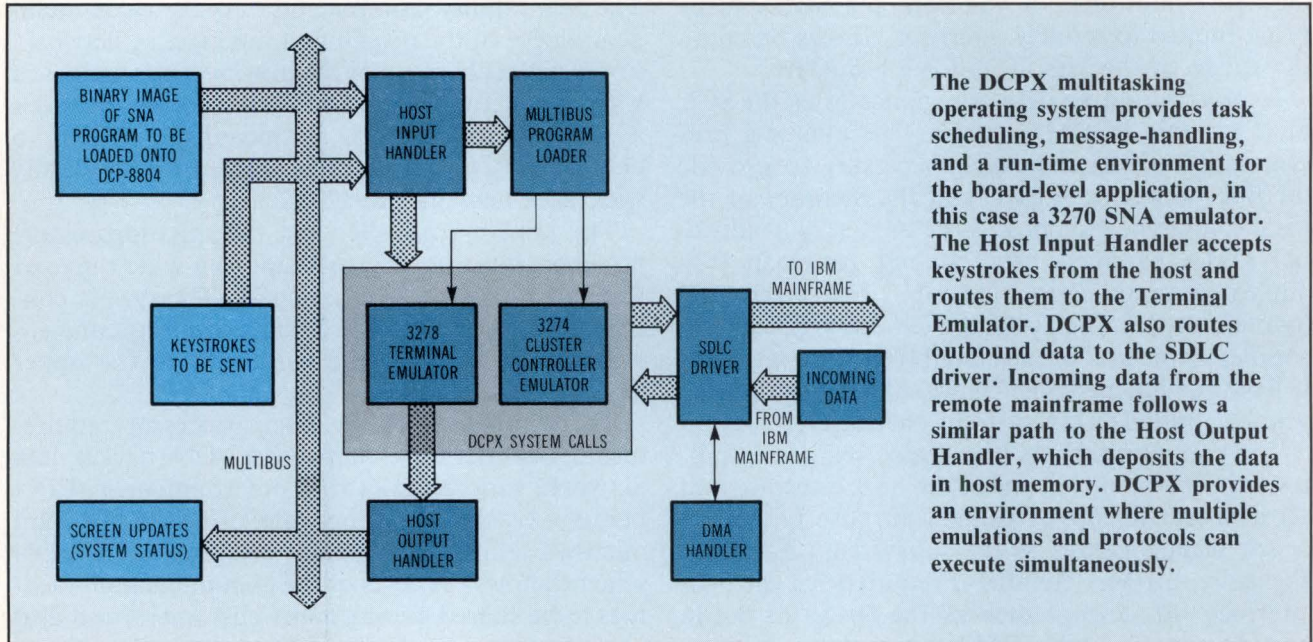 BINARY IMAGE
OF SNA
PROGRAM TO BE
LOADED ONTO
DCP-8804
HOST
INPUT
HANDLER
MULTIBUS
PROGRAM
LOADER
KEYSTROKES
TO BE SENT
3278
TERMINAL
EMULATOR
3274
CLUSTER
CONTROLLER
EMULATOR
DCPX SYSTEM CALLS
SDLC
DRIVER
TO IBM
MAINFRAME
INCOMING
DATA
FROM
IBM
MAINFRAME
MULTIBUS
SCREEN UPDATES
(SYSTEM STATUS)
HOST
OUTPUT
HANDLER
DMA
HANDLER
The DCPX multitasking
operating system provides task
scheduling, message-handling,
and a run-time environment for
the board-level application, in
this case a 3270 SNA emulator.
The Host Input Handler accepts
keystrokes from the host and
routes them to the Terminal
Emulator. DCPX also routes
outbound data to the SDLC
driver. Incoming data from the
remote mainframe follows a
similar path to the Host Output
Handler, which deposits the data
in host memory. DCPX provides
an environment where multiple
emulations and protocols can
execute simultaneously.